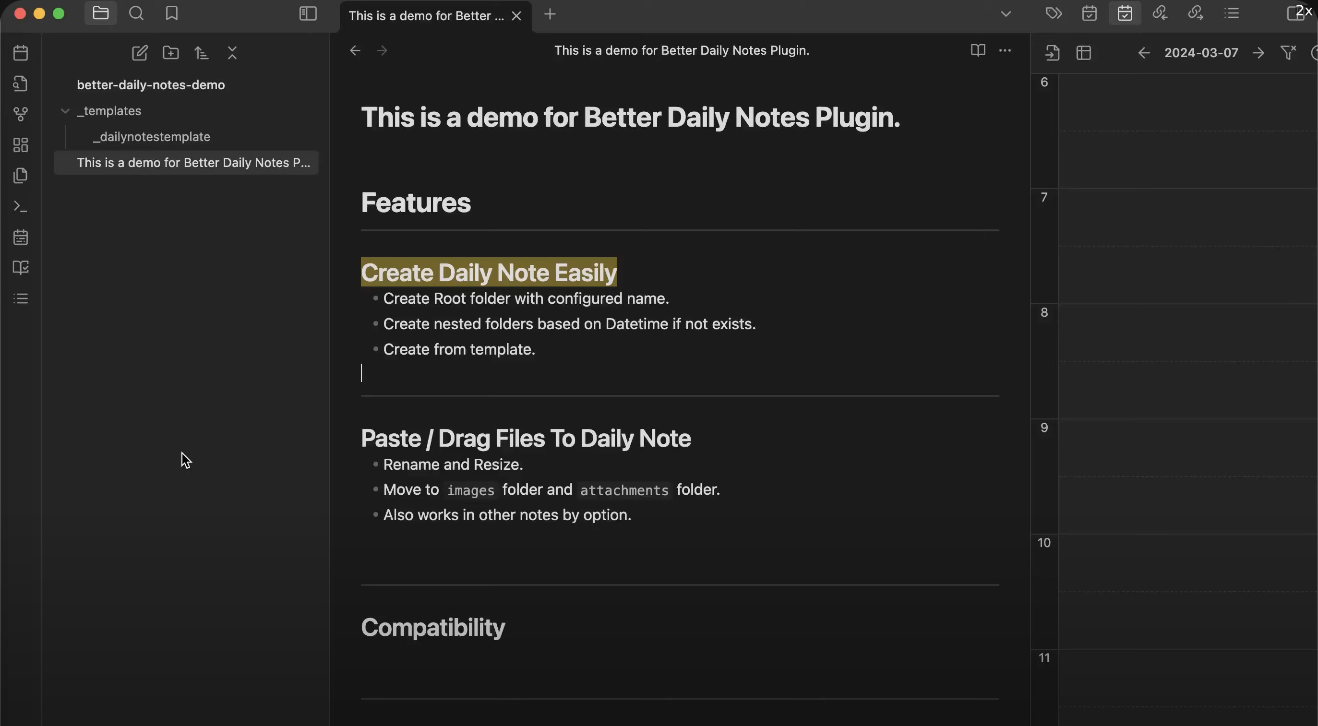 This is a demo for Better ...
2x
This is a demo for Better Daily Notes Plugin.
2024-03-07
better-daily-notes-demo
_templates
_dailynotestemplate
This is a demo for Better Daily Notes P...
This is a demo for Better Daily Notes Plugin.
Features
Create Daily Note Easily
Create Root folder with configured name.
Create nested folders based on Datetime if not exists.
Create from template.
Paste / Drag Files To Daily Note
Rename and Resize.
Move to images folder and attachments folder.
Also works in other notes by option.
Compatibility
6
7
8
9
10
11